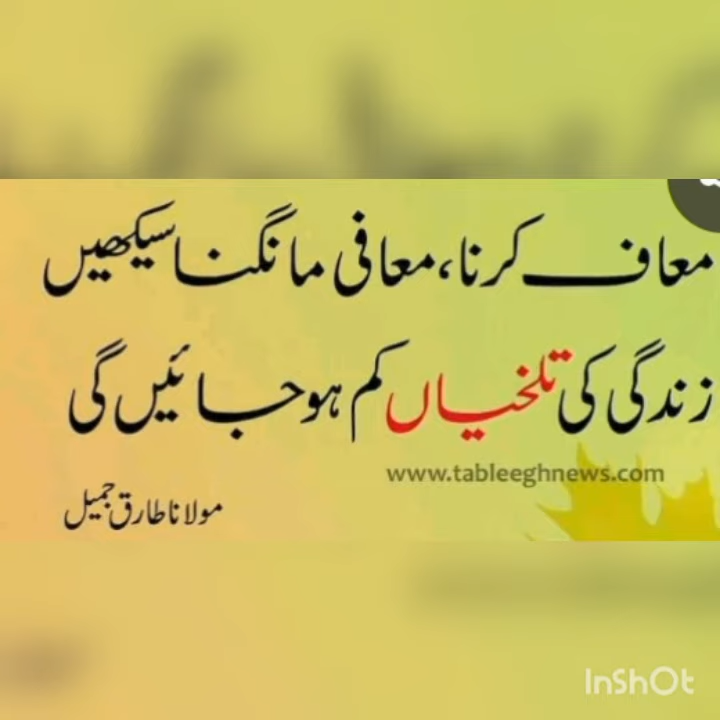 معاف کرنا، معافی مانگنا سیکھیں
زندگی کی تلخیاں کم ہو جائیں گی
www.tableeghnews.com
مولانا طارق جمیل
InShOt